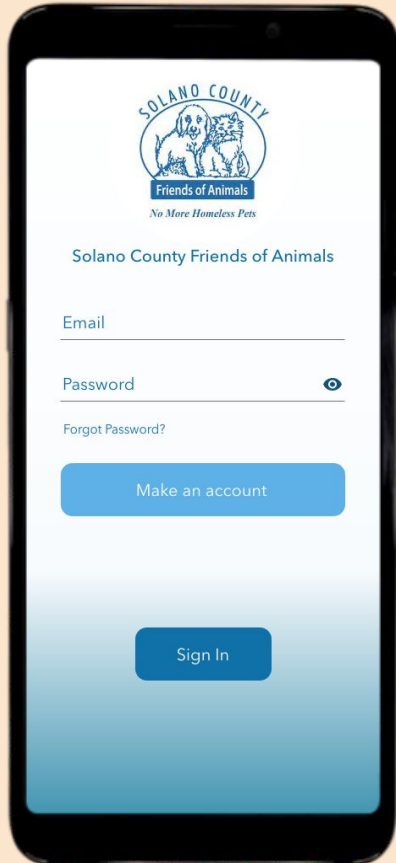 SOLANO COUNTY
Friends of Animals
No More Homeless Pets
Solano County Friends of Animals
Email
Password
Forgot Password?
Make an account
Sign In